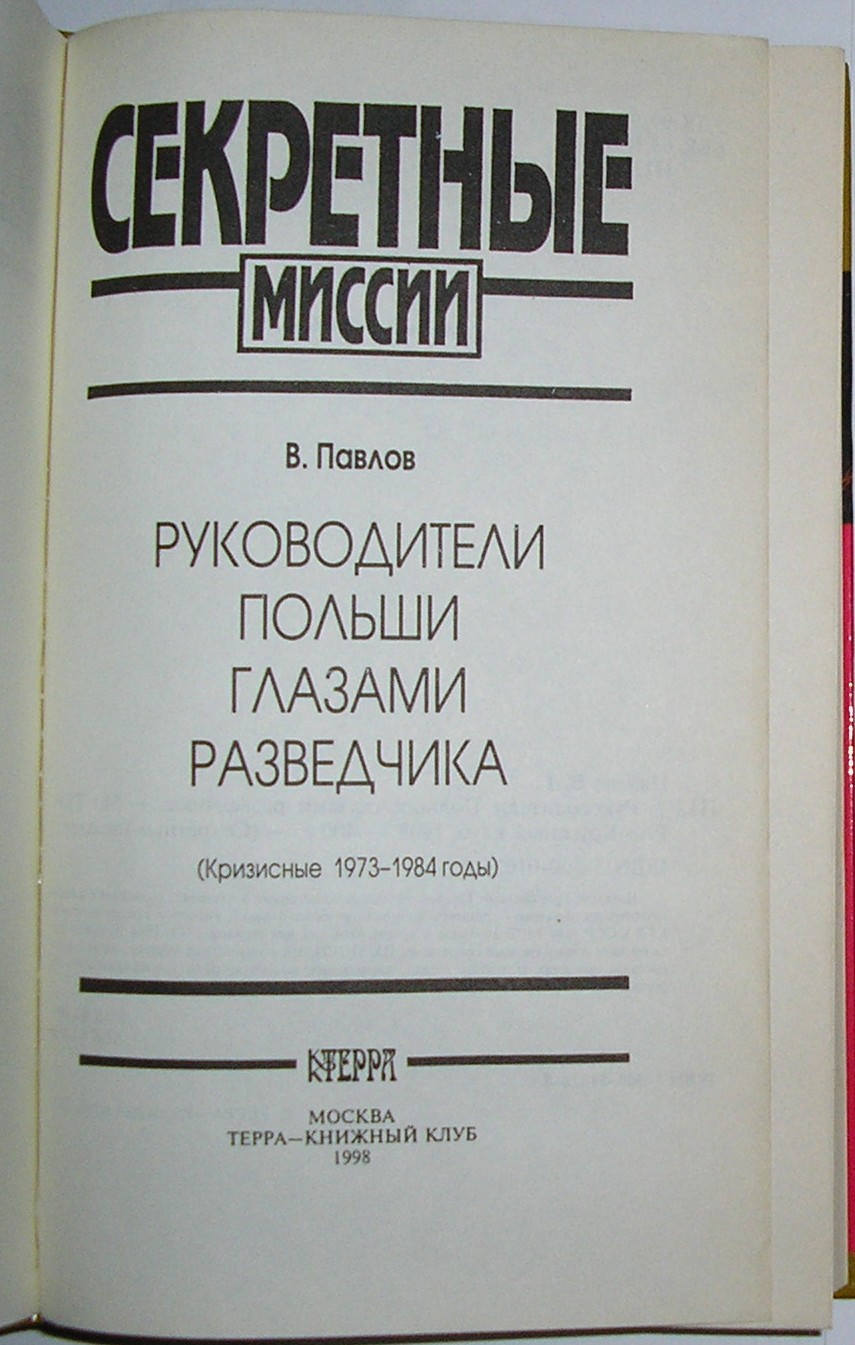 СЕКРЕТНЫЕ
МИССИИ
В. Павлов
РУКОВОДИТЕЛИ
ПОЛЬШИ
ГЛАЗАМИ
РАЗВЕДЧИКА
(Кризисные 1973–1984 годы)
ТЕРРА
МОСКВА
ТЕРРА—КНИЖНЫЙ КЛУБ
1998